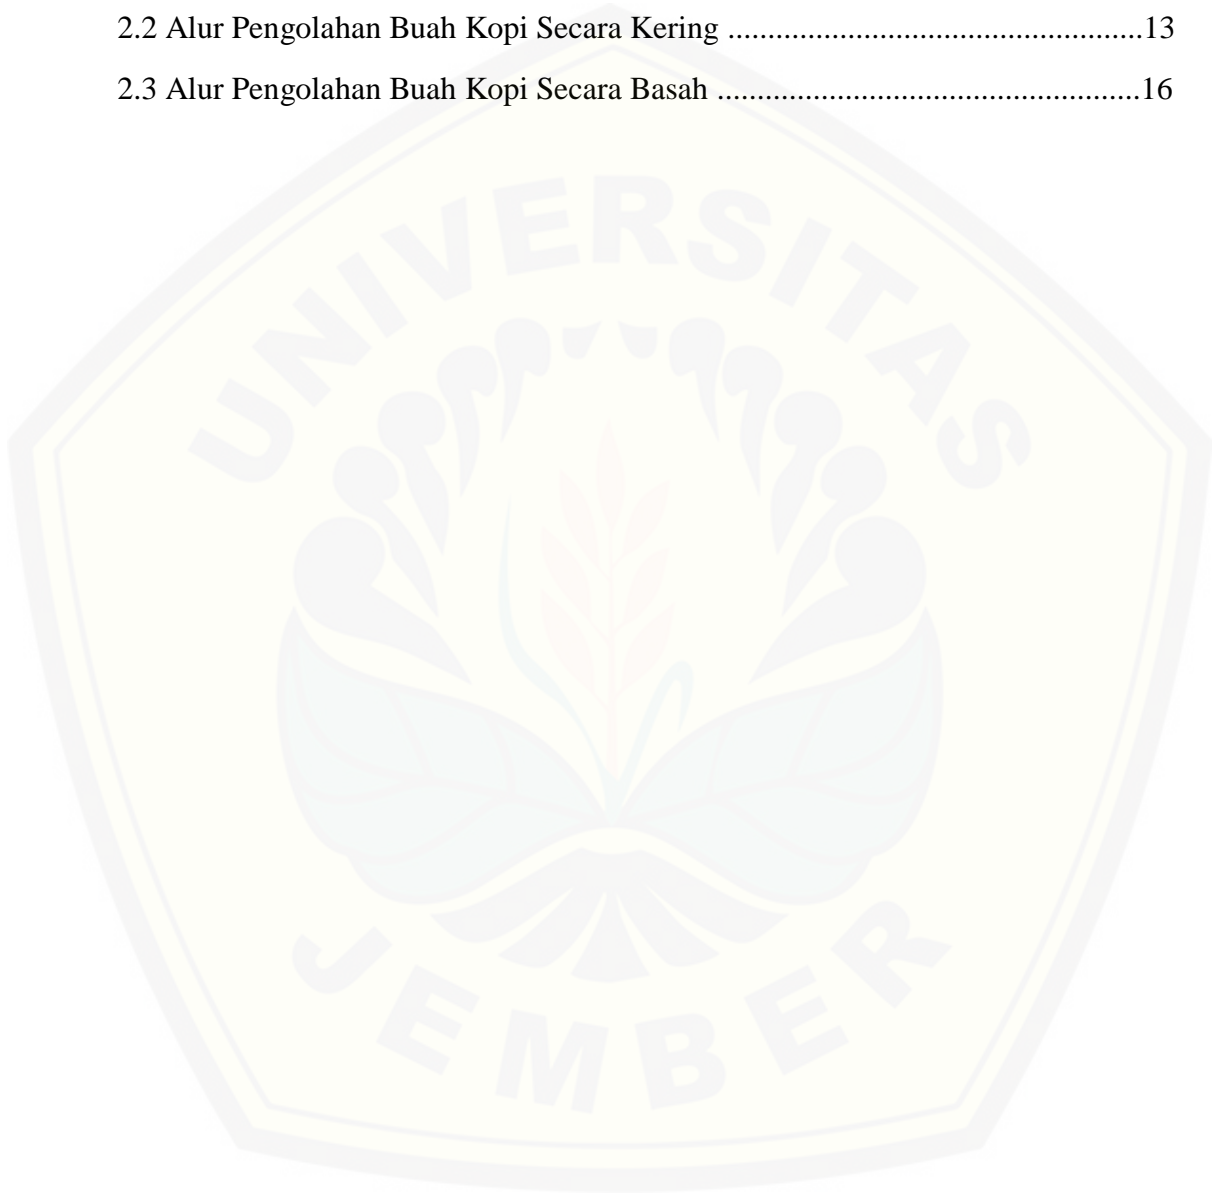 2.2 Alur Pengolahan Buah Kopi Secara Kering ....................................................13
2.3 Alur Pengolahan Buah Kopi Secara Basah .....................................................16
UNIVERSITAS
JEMBER